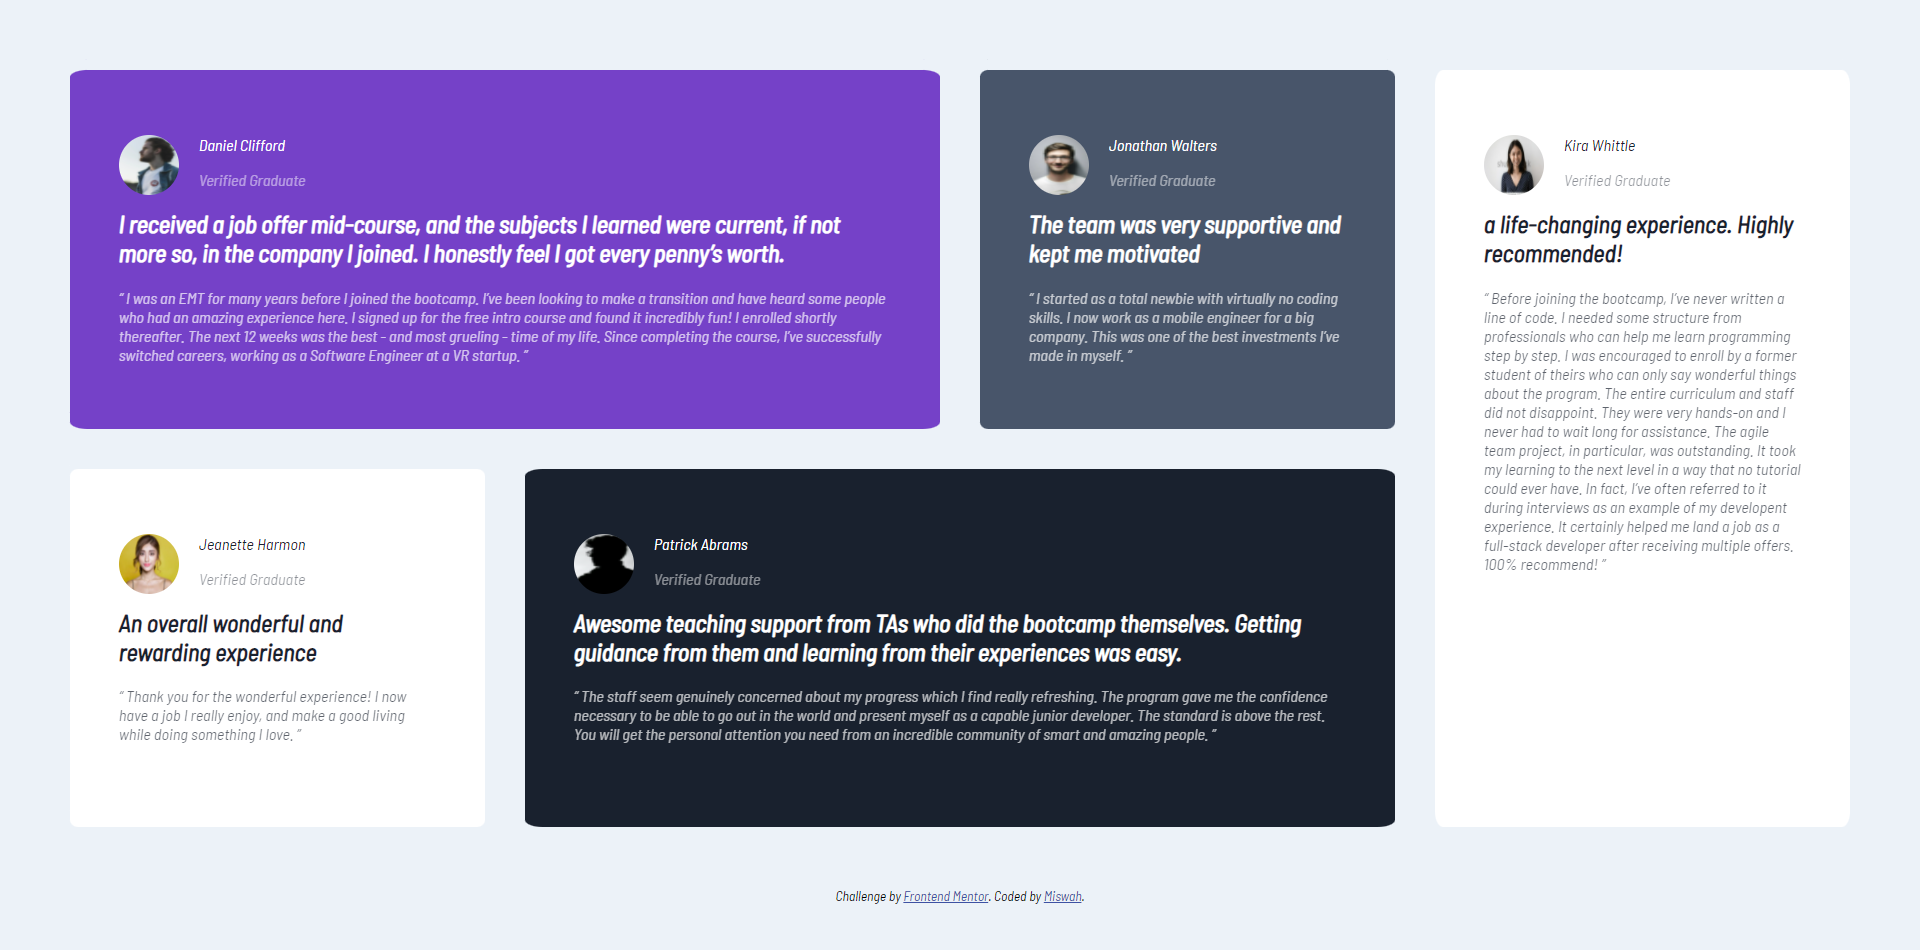 Daniel Clifford
Verified Graduate
I received a job offer mid-course, and the subjects I learned were current, if not
more so, in the company I joined. I honestly feel I got every penny’s worth.
“ I was an EMT for many years before I joined the bootcamp. I’ve been looking to make a transition and have heard some people
who had an amazing experience here. I signed up for the free intro course and found it incredibly fun! I enrolled shortly
thereafter. The next 12 weeks was the best - and most grueling - time of my life. Since completing the course, I’ve successfully
switched careers, working as a Software Engineer at a VR startup. ”
Jonathan Walters
Verified Graduate
The team was very supportive and
kept me motivated
“ I started as a total newbie with virtually no coding
skills. I now work as a mobile engineer for a big
company. This was one of the best investments I’ve
made in myself. ”
Kira Whittle
Verified Graduate
a life-changing experience. Highly
recommended!
“ Before joining the bootcamp, I’ve never written a
line of code. I needed some structure from
professionals who can help me learn programming
step by step. I was encouraged to enroll by a former
student of theirs who can only say wonderful things
about the program. The entire curriculum and staff
did not disappoint. They were very hands-on and I
never had to wait long for assistance. The agile
team project, in particular, was outstanding. It took
my learning to the next level in a way that no tutorial
could ever have. In fact, I’ve often referred to it
during interviews as an example of my developent
experience. It certainly helped me land a job as a
full-stack developer after receiving multiple offers.
100% recommend! ”
Jeanette Harmon
Verified Graduate
An overall wonderful and
rewarding experience
“ Thank you for the wonderful experience! I now
have a job I really enjoy, and make a good living
while doing something I love. ”
Patrick Abrams
Verified Graduate
Awesome teaching support from TAs who did the bootcamp themselves. Getting
guidance from them and learning from their experiences was easy.
“ The staff seem genuinely concerned about my progress which I find really refreshing. The program gave me the confidence
necessary to be able to go out in the world and present myself as a capable junior developer. The standard is above the rest.
You will get the personal attention you need from an incredible community of smart and amazing people. ”
Challenge by Frontend Mentor. Coded by Miswah.